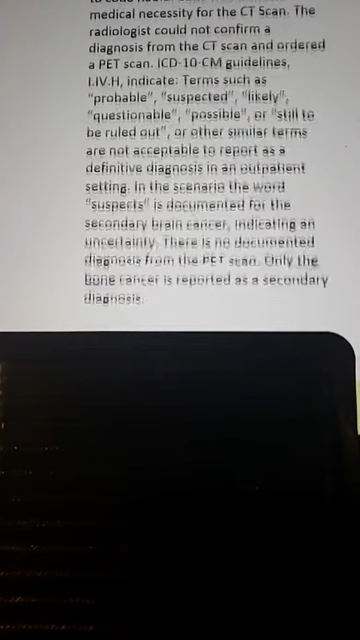 medical necessity for the CT Scan. The
radiologist could not confirm a
diagnosis from the CT scan and ordered
a PET scan. ICD-10-CM guidelines,
I.IV.H, indicate: Terms such as
"probable", "suspected", "likely",
"questionable", "possible", or "still to
be ruled out", or other similar terms
are not acceptable to report as a
definitive diagnosis in an outpatient
setting. In the scenario the word
"suspects" is documented for the
secondary brain cancer, indicating an
uncertainly. There is no documented
diagnosis from the PET scan. Only the
bone cancer is reported as a secondary
diagnosis.